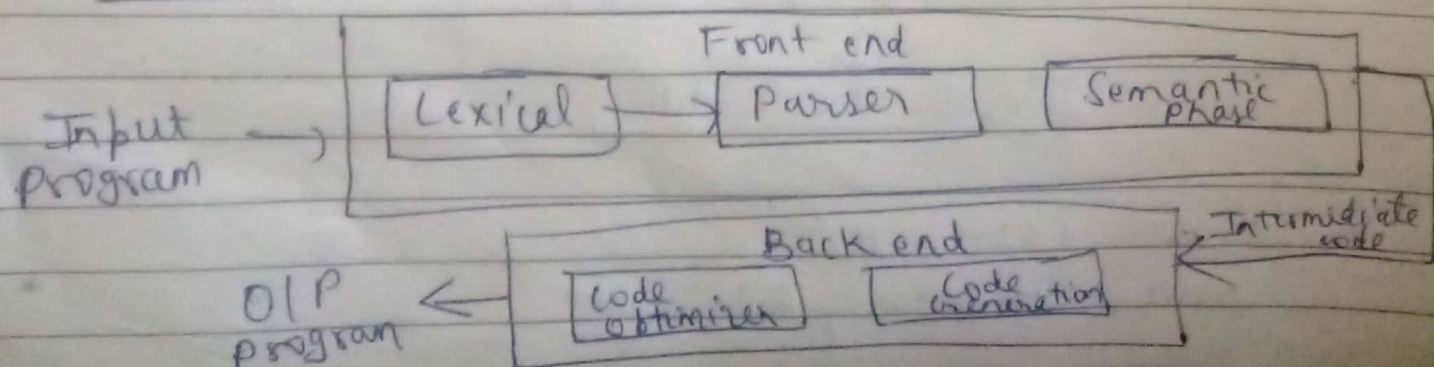 Front end
Input
program
Lexical
Parser
Semantic
phase
Intermediate
code
Back end
Code
optimizer
Code
Generation
O/P
program